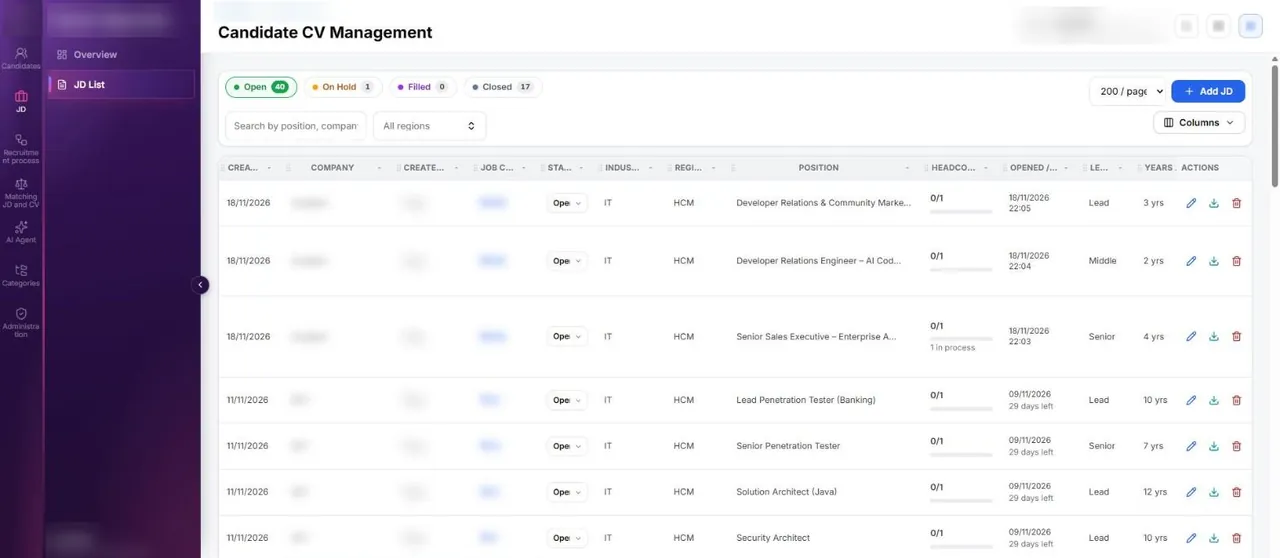 Candidate CV Management
Candidates
JD
Recruitme
nt process
Matching
JD and CV
AI Agent
Categories
Administra
tion
Overview
JD List
Open 40 On Hold 1 Filled 0 Closed 17
200 / page
+ Add JD
Search by position, compan
All regions
Columns
CREA... COMPANY CREATE... JOB C... STA... INDUS... REGI... POSITION HEADCO... OPENED /... LE... YEARS ACTIONS
18/11/2026 Ope IT HCM Developer Relations & Community Marke... 0/1 18/11/2026 22:05 Lead 3 yrs
18/11/2026 Ope IT HCM Developer Relations Engineer – AI Cod... 0/1 18/11/2026 22:04 Middle 2 yrs
18/11/2026 Ope IT HCM Senior Sales Executive – Enterprise A... 0/1 1 in process 18/11/2026 22:03 Senior 4 yrs
11/11/2026 Ope IT HCM Lead Penetration Tester (Banking) 0/1 09/11/2026 29 days left Lead 10 yrs
11/11/2026 Ope IT HCM Senior Penetration Tester 0/1 09/11/2026 29 days left Senior 7 yrs
11/11/2026 Ope IT HCM Solution Architect (Java) 0/1 09/11/2026 29 days left Lead 12 yrs
11/11/2026 Ope IT HCM Security Architect 0/1 09/11/2026 29 days left Lead 10 yrs